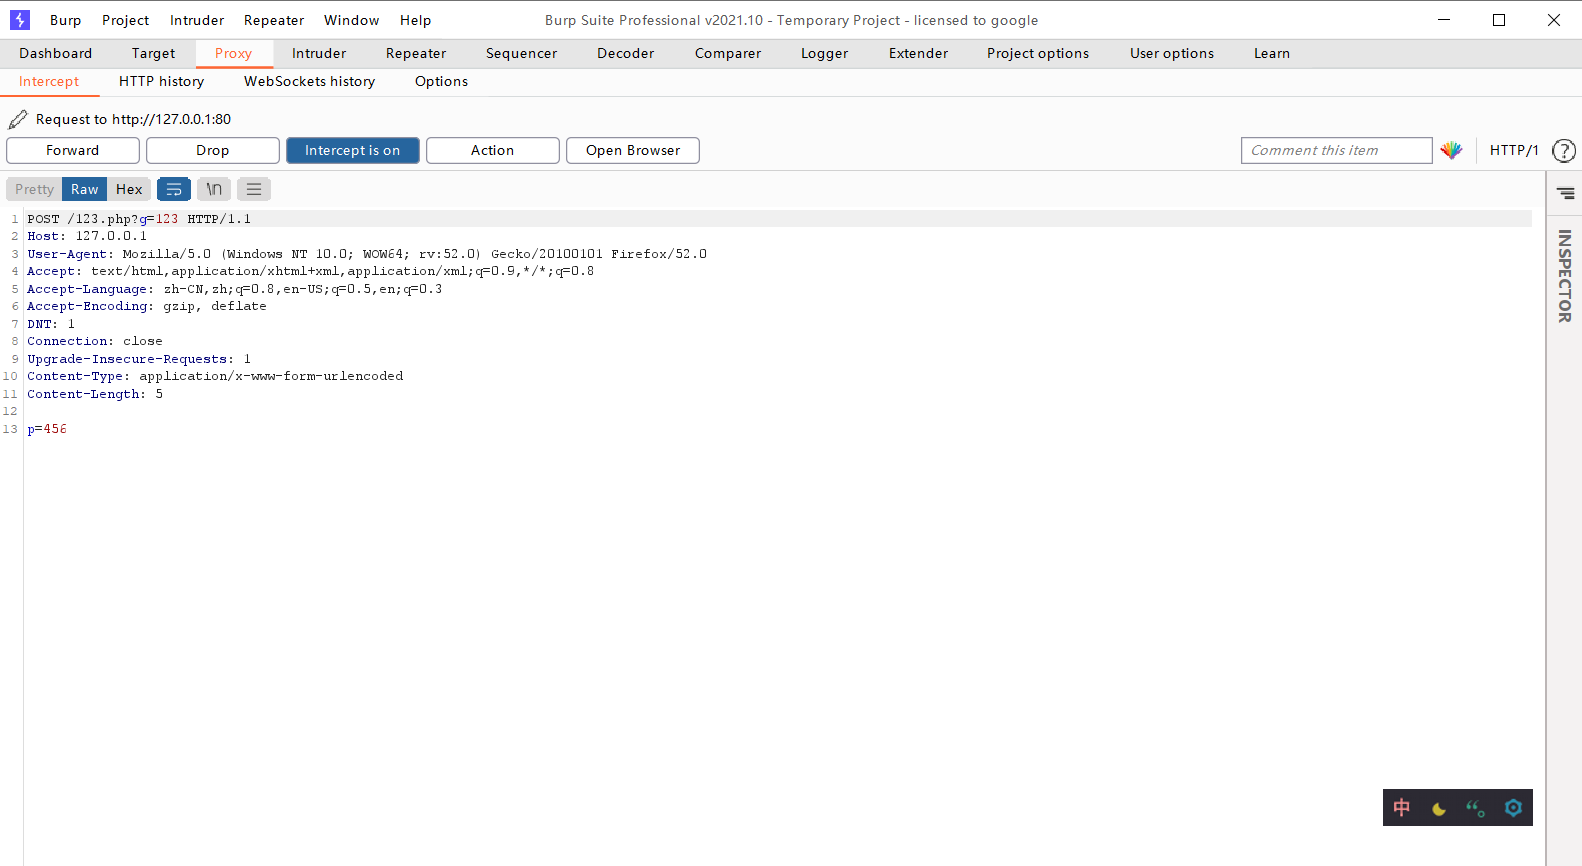 Burp Project Intruder Repeater Window Help Burp Suite Professional v2021.10 - Temporary Project - licensed to google
Dashboard Target Proxy Intruder Repeater Sequencer Decoder Comparer Logger Extender Project options User options Learn
Intercept HTTP history WebSockets history Options
Request to http://127.0.0.1:80
Forward Drop Intercept is on Action Open Browser Comment this item HTTP/1 ?
Pretty Raw Hex \n
1 POST /123.php?g=123 HTTP/1.1
2 Host: 127.0.0.1
3 User-Agent: Mozilla/5.0 (Windows NT 10.0; WOW64; rv:52.0) Gecko/20100101 Firefox/52.0
4 Accept: text/html,application/xhtml+xml,application/xml;q=0.9,*/*;q=0.8
5 Accept-Language: zh-CN,zh;q=0.8,en-US;q=0.5,en;q=0.3
6 Accept-Encoding: gzip, deflate
7 DNT: 1
8 Connection: close
9 Upgrade-Insecure-Requests: 1
10 Content-Type: application/x-www-form-urlencoded
11 Content-Length: 5
12
13 p=456
INSPECTOR
中